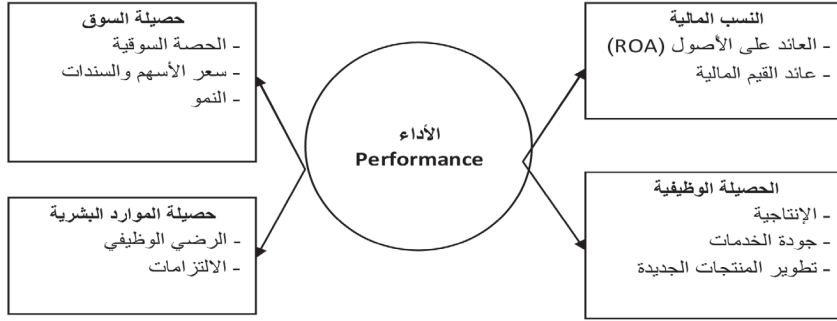 النسب المالية
- العائد على الأصول (ROA)
- عائد القيم المالية
حصيلة السوق
- الحصة السوقية
- سعر الأسهم والسندات
- النمو
الأداء
Performance
الحصيلة الوظيفية
- الإنتاجية
- جودة الخدمات
- تطوير المنتجات الجديدة
حصيلة الموارد البشرية
- الرضي الوظيفي
- الالتزامات